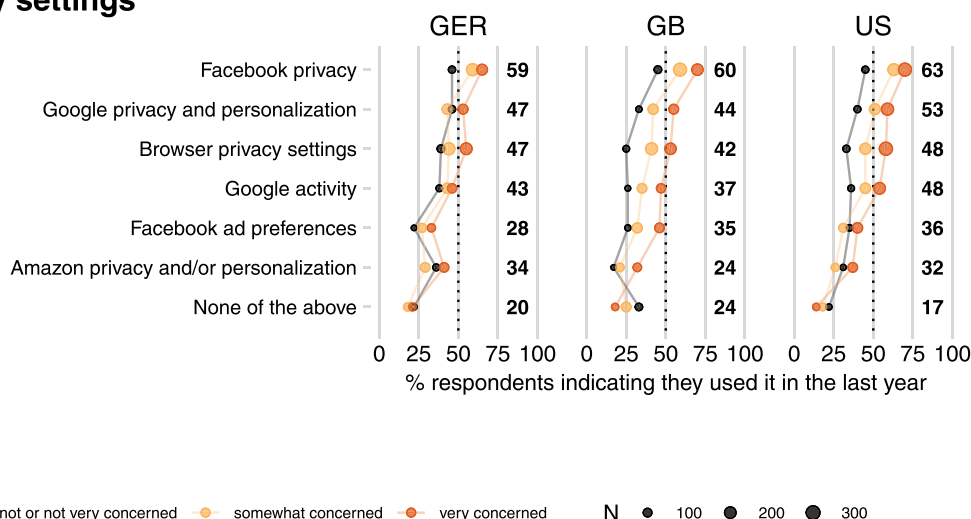 settings
GER GB US
Facebook privacy 59 60 63
Google privacy and personalization 47 44 53
Browser privacy settings 47 42 48
Google activity 43 37 48
Facebook ad preferences 28 35 36
Amazon privacy and/or personalization 34 24 32
None of the above 20 24 17
0 25 50 75 100 0 25 50 75 100 0 25 50 75 100
% respondents indicating they used it in the last year
not or not very concerned somewhat concerned very concerned N 100 200 300